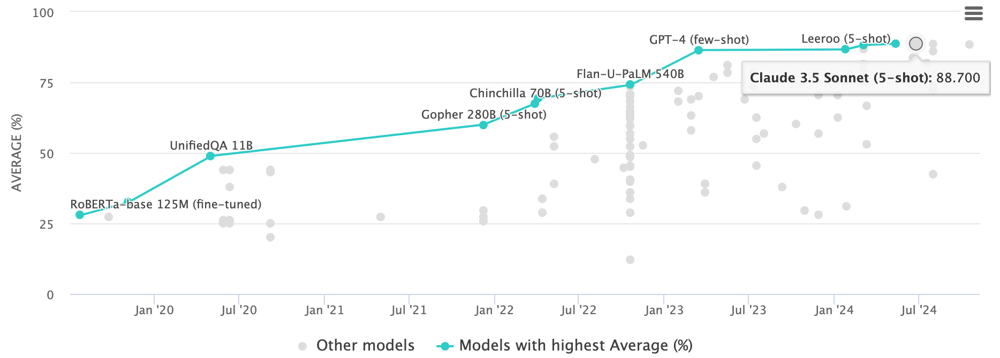 100
75
50
25
0
AVERAGE (%)
GPT-4 (few-shot)
Leeroo (5-shot)
Flan-U-PaLM 540B
Claude 3.5 Sonnet (5-shot): 88.700
Chinchilla 70B (5-shot)
Gopher 280B (5-shot)
UnifiedQA 11B
RoBERTa-base 125M (fine-tuned)
Jan '20 Jul '20 Jan '21 Jul '21 Jan '22 Jul '22 Jan '23 Jul '23 Jan '24 Jul '24
Other models Models with highest Average (%)